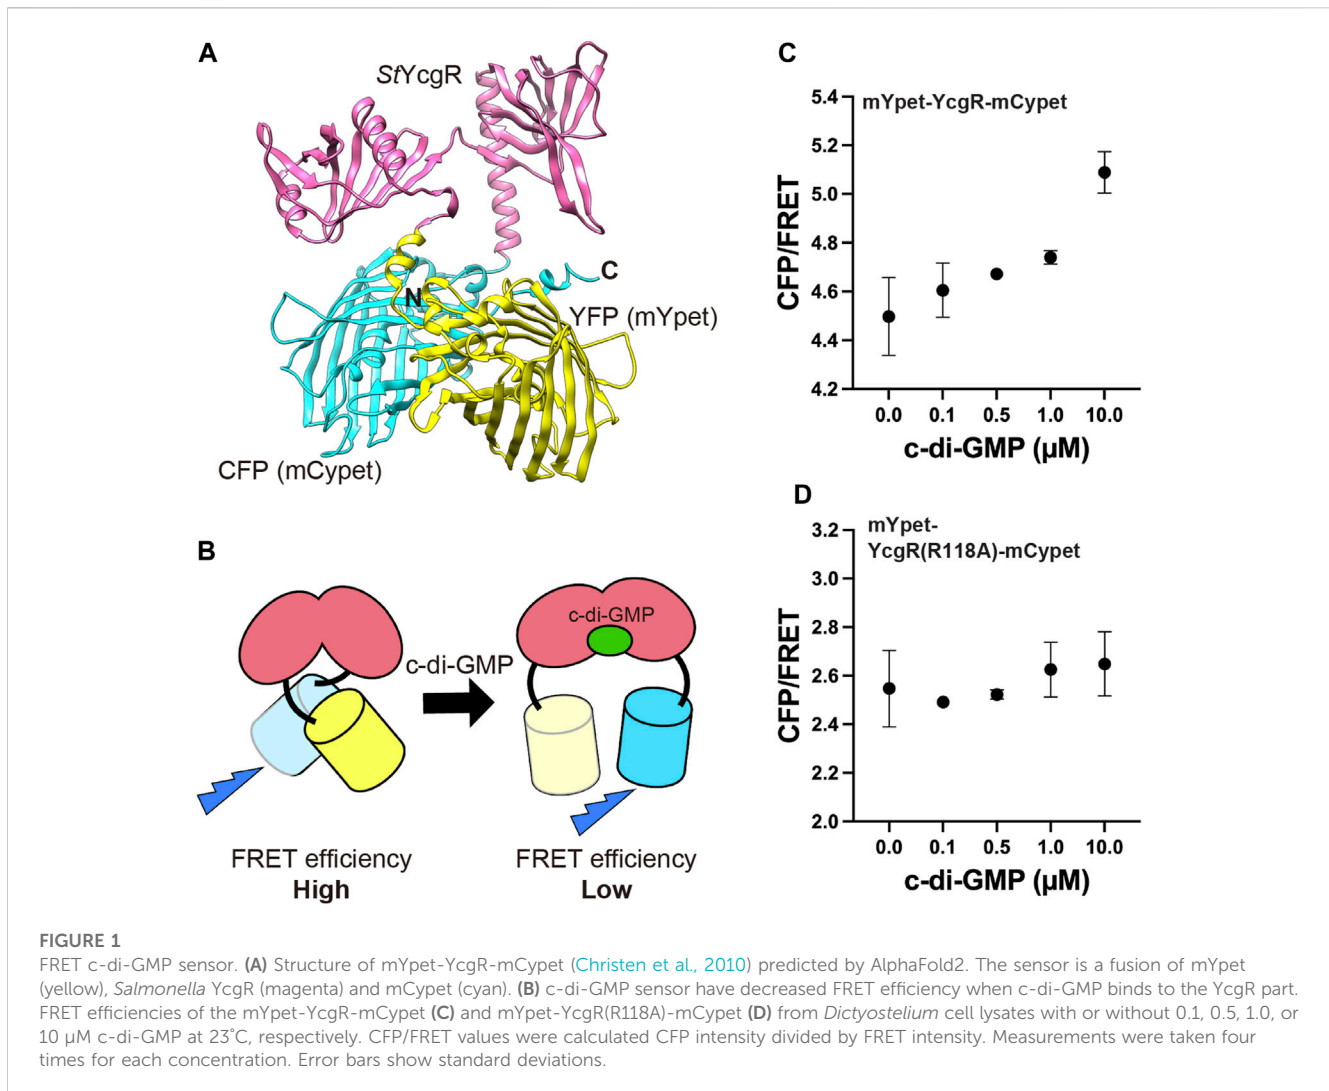 A
StYcgR
C
N
YFP (mYpet)
CFP (mCypet)
B
c-di-GMP
c-di-GMP
FRET efficiency
High
FRET efficiency
Low
C
mYpet-YcgR-mCypet
CFP/FRET
5.4
5.2
5.0
4.8
4.6
4.4
4.2
0.0 0.1 0.5 1.0 10.0
c-di-GMP (µM)
D
mYpet-
YcgR(R118A)-mCypet
CFP/FRET
3.2
3.0
2.8
2.6
2.4
2.2
2.0
0.0 0.1 0.5 1.0 10.0
c-di-GMP (µM)
FIGURE 1
FRET c-di-GMP sensor. (A) Structure of mYpet-YcgR-mCypet (Christen et al., 2010) predicted by AlphaFold2. The sensor is a fusion of mYpet
(yellow), Salmonella YcgR (magenta) and mCypet (cyan). (B) c-di-GMP sensor have decreased FRET efficiency when c-di-GMP binds to the YcgR part.
FRET efficiencies of the mYpet-YcgR-mCypet (C) and mYpet-YcgR(R118A)-mCypet (D) from Dictyostelium cell lysates with or without 0.1, 0.5, 1.0, or
10 µM c-di-GMP at 23˚C, respectively. CFP/FRET values were calculated CFP intensity divided by FRET intensity. Measurements were taken four
times for each concentration. Error bars show standard deviations.